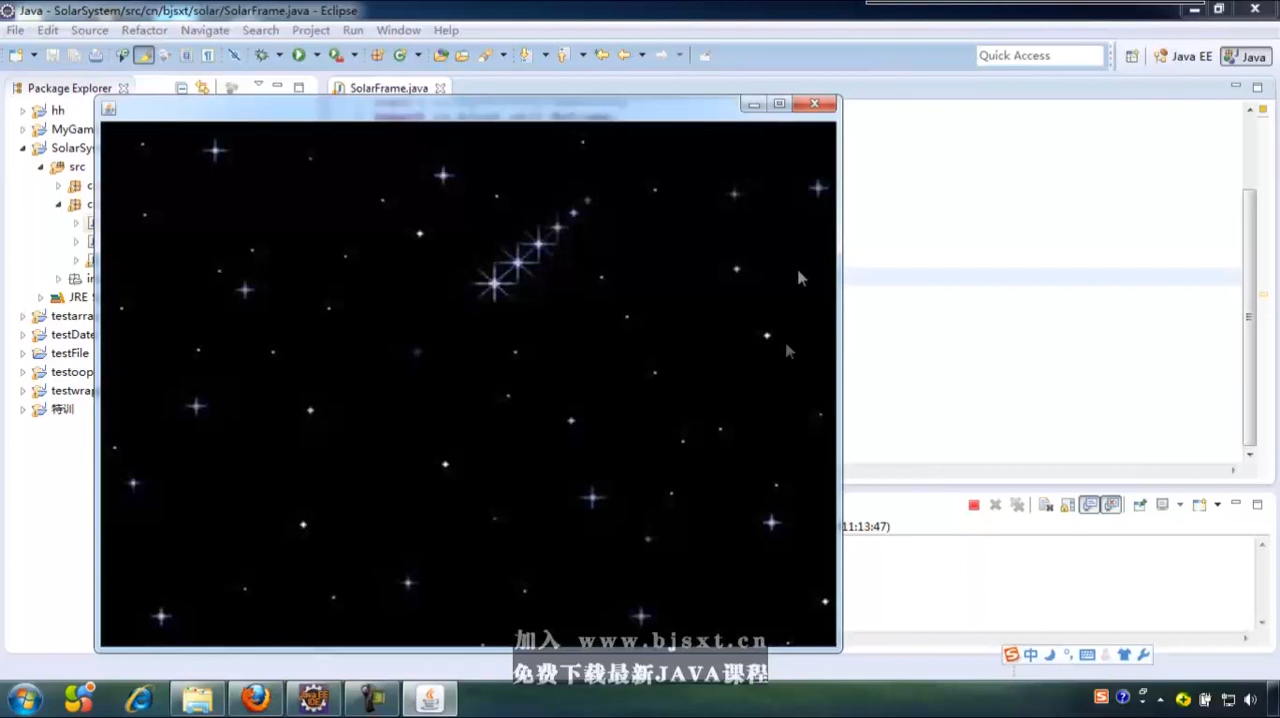 Java - SolarSystem/src/cn/bjsxt/solar/SolarFrame.java - Eclipse
File Edit Source Refactor Navigate Search Project Run Window Help
Quick Access
Java EE
Java
Package Explorer
SolarFrame.java
hh
MyGam
SolarSy
src
c
c
in
JRE S
testarra
testDate
testFile
testoop
testwrap
特训
11:13:47)
加入 www.bjsxt.cn
免费下载最新JAVA课程
中